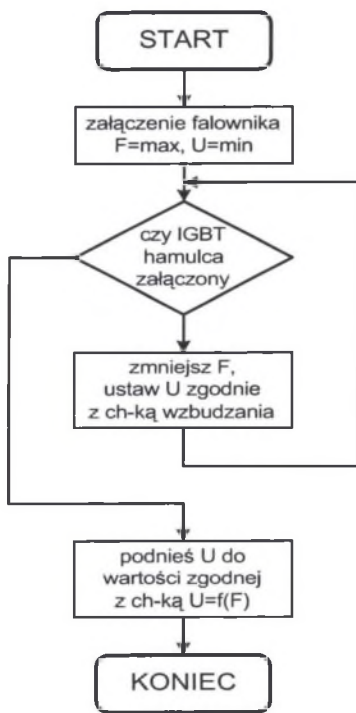 START
załączenie falownika
F=max, U=min
czy IGBT
hamulca
załączony
zmniejsz F,
ustaw U zgodnie
z ch-ką wzbudzania
podnieś U do
wartości zgodnej
z ch-ką U=f(F)
KONIEC